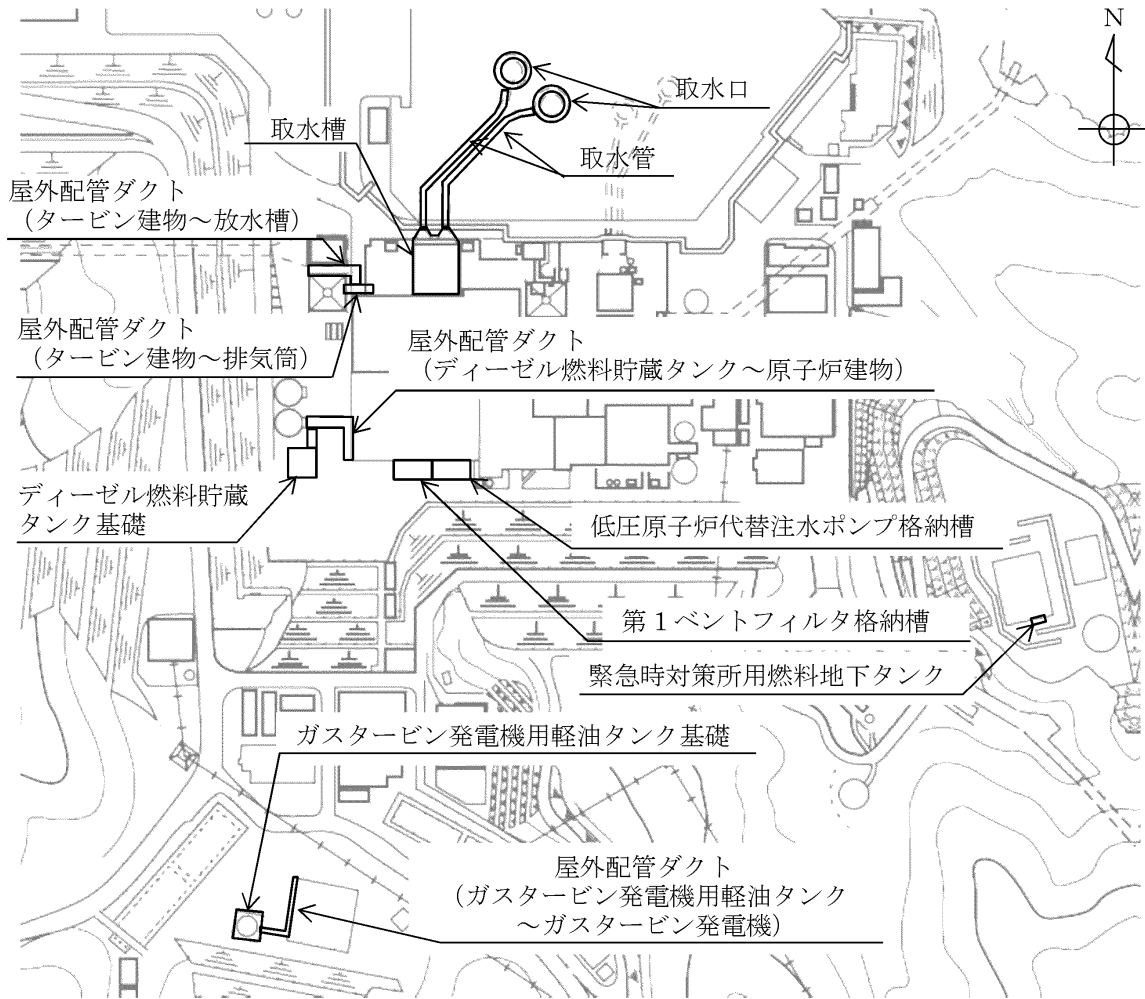 N
取水口
取水槽
取水管
屋外配管ダクト
（タービン建物～放水槽）
屋外配管ダクト
（タービン建物～排気筒）
屋外配管ダクト
（ディーゼル燃料貯蔵タンク～原子炉建物）
ディーゼル燃料貯蔵
タンク基礎
低圧原子炉代替注水ポンプ格納槽
第１ベントフィルタ格納槽
緊急時対策所用燃料地下タンク
ガスタービン発電機用軽油タンク基礎
屋外配管ダクト
（ガスタービン発電機用軽油タンク
～ガスタービン発電機）